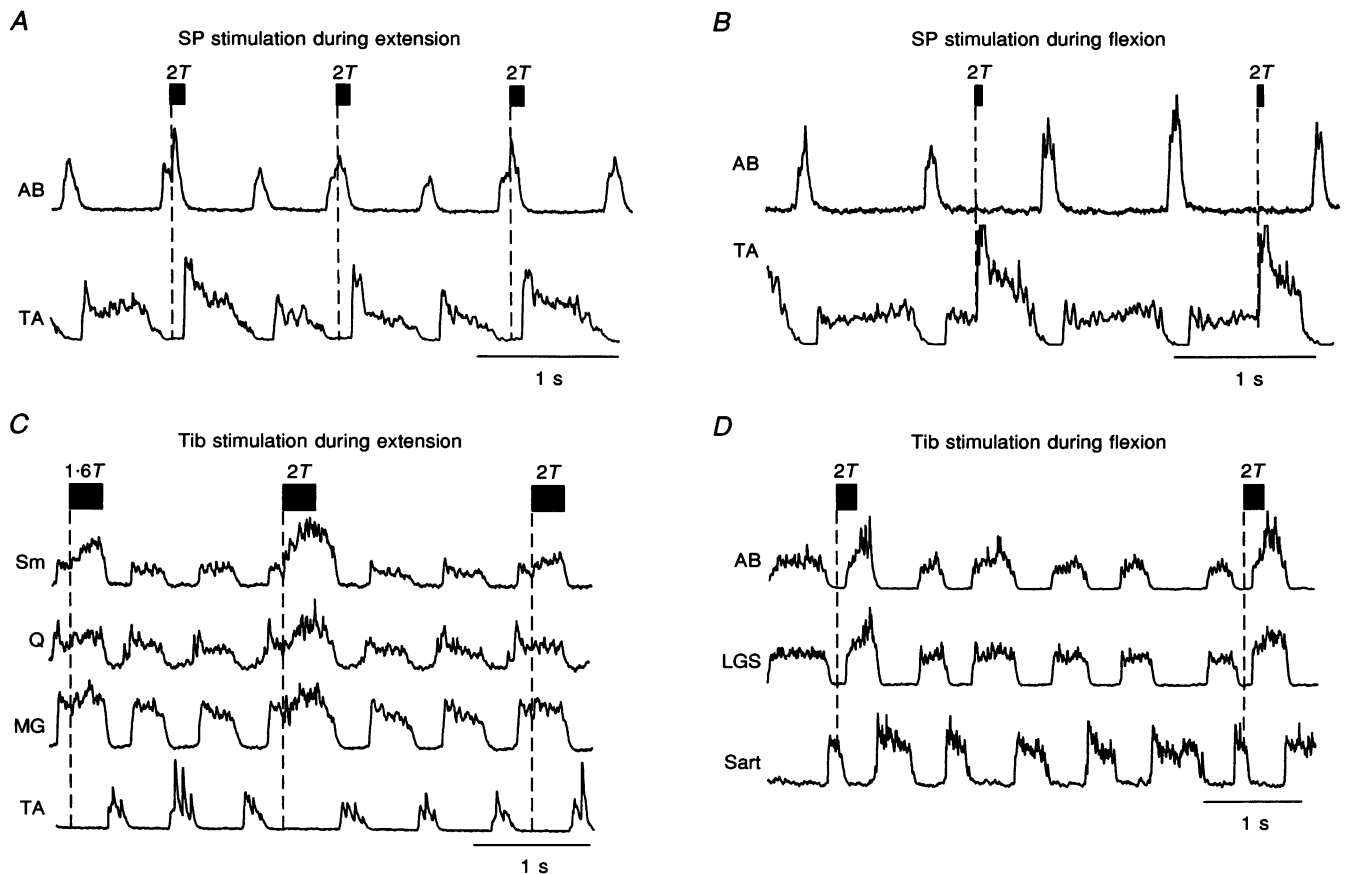 A
SP stimulation during extension
2T 2T 2T
AB
TA
1 s
B
SP stimulation during flexion
2T 2T
AB
TA
1 s
C
Tib stimulation during extension
1·6T 2T 2T
Sm
Q
MG
TA
1 s
D
Tib stimulation during flexion
2T 2T
AB
LGS
Sart
1 s